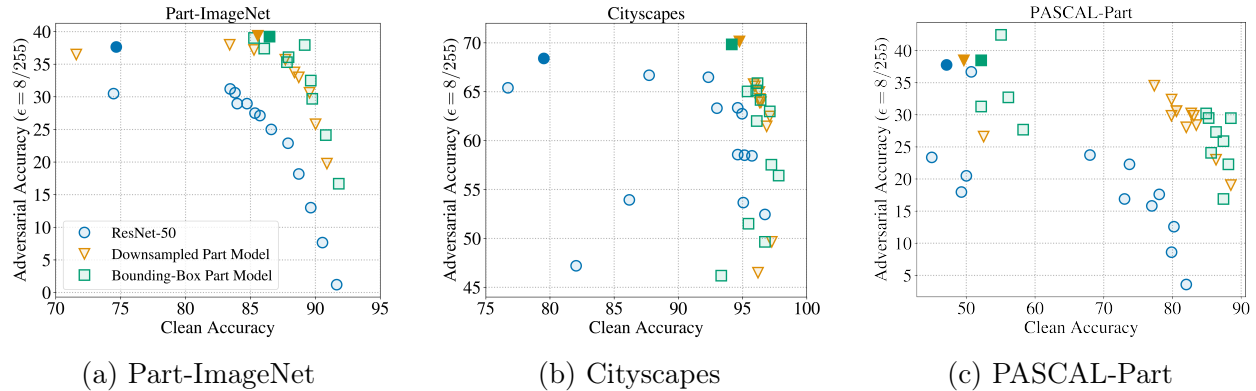 Part-ImageNet
Adversarial Accuracy (ϵ = 8/255)
40
35
30
25
20
15
10
5
0
ResNet-50
Downsampled Part Model
Bounding-Box Part Model
70 75 80 85 90 95
Clean Accuracy
(a) Part-ImageNet
Cityscapes
Adversarial Accuracy (ϵ = 8/255)
70
65
60
55
50
45
75 80 85 90 95 100
Clean Accuracy
(b) Cityscapes
PASCAL-Part
Adversarial Accuracy (ϵ = 8/255)
40
35
30
25
20
15
10
5
50 60 70 80 90
Clean Accuracy
(c) PASCAL-Part